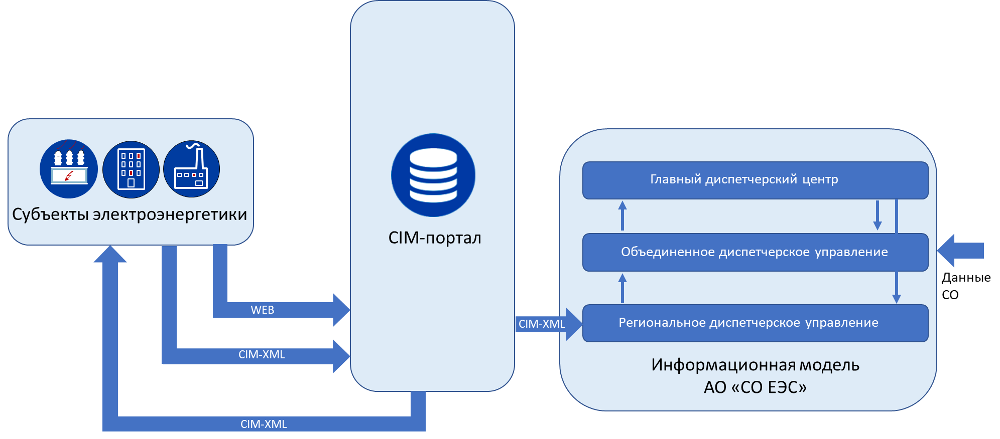 Субъекты электроэнергетики
WEB
CIM-XML
CIM-XML
CIM-портал
CIM-XML
Главный диспетчерский центр
Объединенное диспетчерское управление
Региональное диспетчерское управление
Информационная модель
АО «СО ЕЭС»
Данные
СО